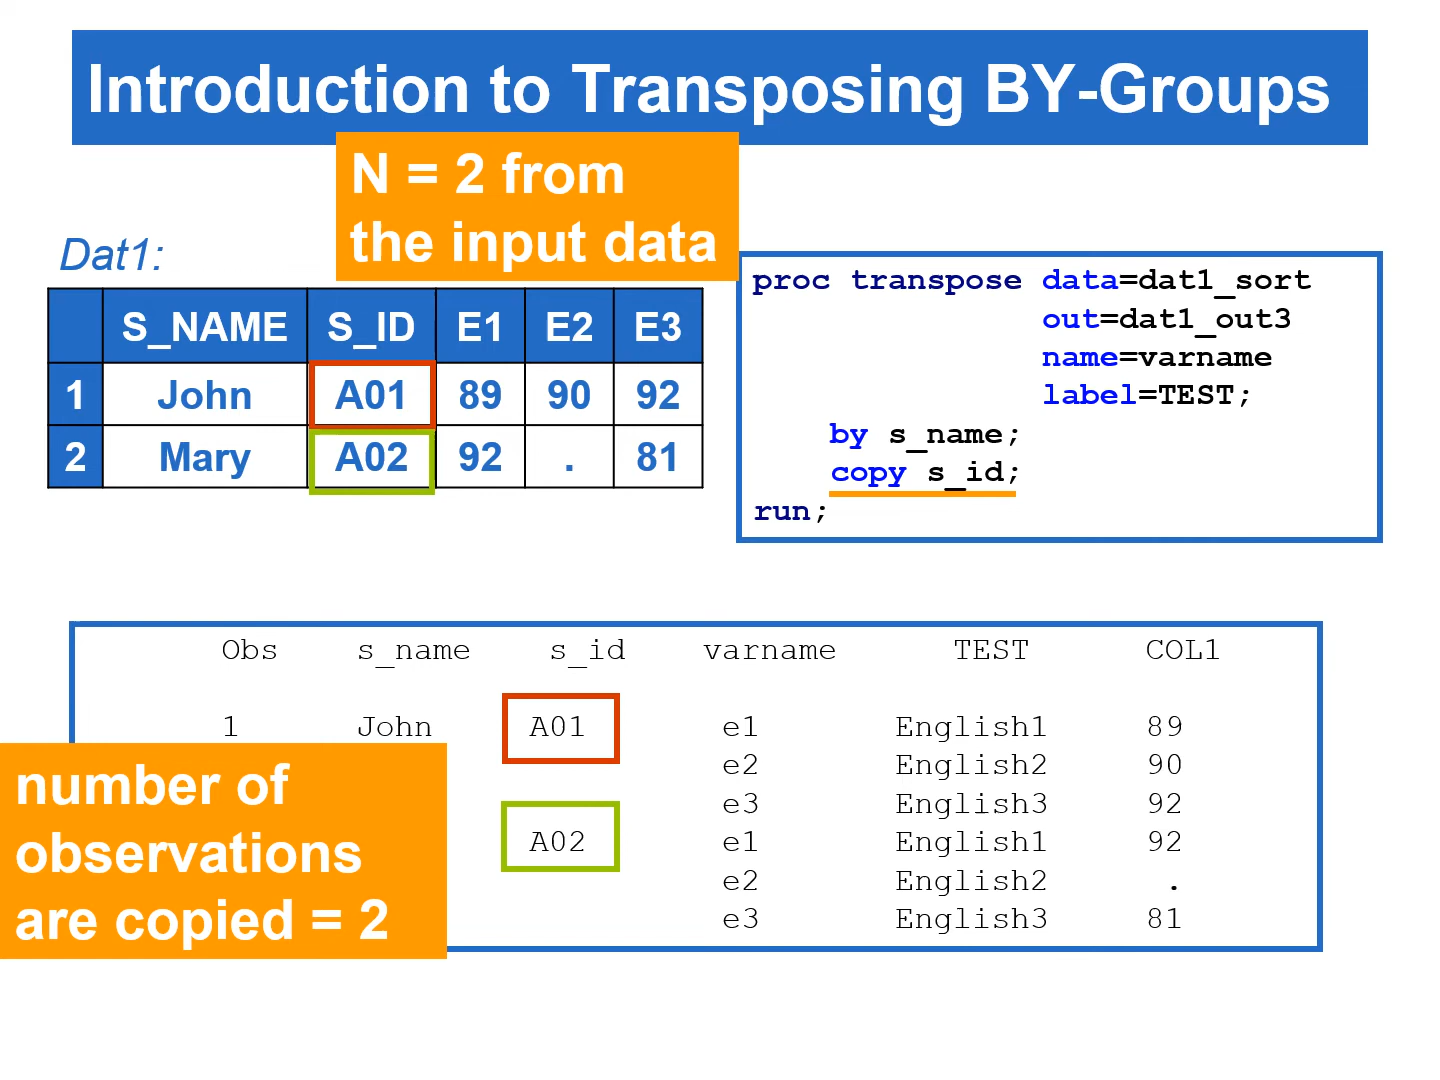 Introduction to Transposing BY-Groups
N = 2 from
the input data
Dat1:
S_NAME S_ID E1 E2 E3
1 John A01 89 90 92
2 Mary A02 92 . 81
proc transpose data=dat1_sort
out=dat1_out3
name=varname
label=TEST;
by s_name;
copy s_id;
run;
Obs s_name s_id varname TEST COL1
1 John A01 e1 English1 89
e2 English2 90
e3 English3 92
A02 e1 English1 92
e2 English2 .
e3 English3 81
number of
observations
are copied = 2